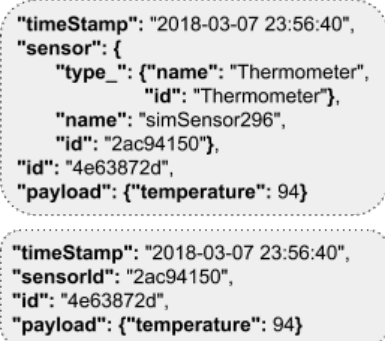 "timeStamp": "2018-03-07 23:56:40",
"sensor": {
"type_": {"name": "Thermometer",
"id": "Thermometer"},
"name": "simSensor296",
"id": "2ac94150"},
"id": "4e63872d",
"payload": {"temperature": 94}
"timeStamp": "2018-03-07 23:56:40",
"sensorId": "2ac94150",
"id": "4e63872d",
"payload": {"temperature": 94}